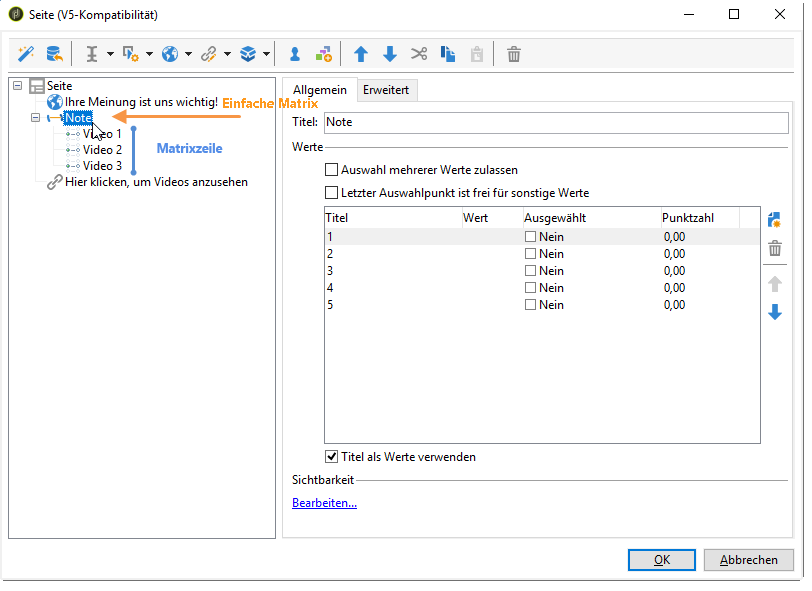 Seite (V5-Kompatibilität)
Seite
Ihre Meinung ist uns wichtig!
Einfache Matrix
Note
Video 1
Video 2
Video 3
Matrixzeile
Hier klicken, um Videos anzusehen
Allgemein Erweitert
Titel: Note
Werte
Auswahl mehrerer Werte zulassen
Letzter Auswahlpunkt ist frei für sonstige Werte
Titel Wert Ausgewählt Punktzahl
1 Nein 0,00
2 Nein 0,00
3 Nein 0,00
4 Nein 0,00
5 Nein 0,00
Titel als Werte verwenden
Sichtbarkeit
Bearbeiten...
OK Abbrechen